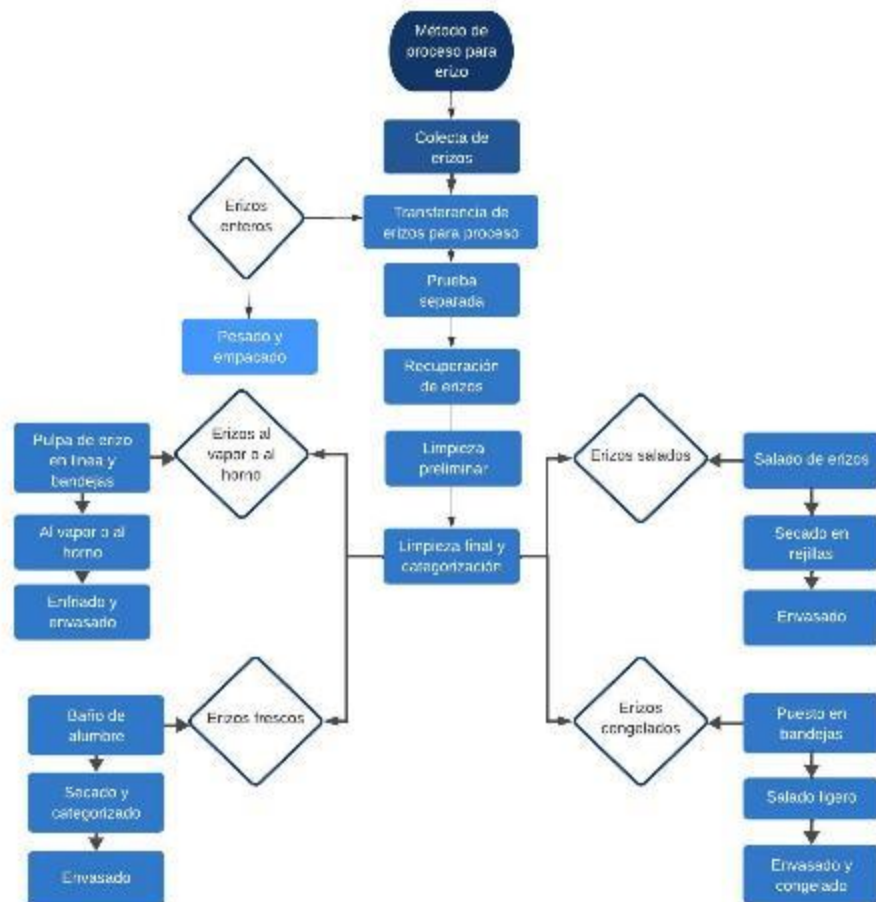 Método de
proceso para
erizo
Colecta de
erizos
Erizos
enteros
Transferencia de
erizos para proceso
Prueba
separada
Pesado y
empacado
Recuperación
de erizos
Limpieza
preliminar
Limpieza final y
categorización
Erizos al
vapor o al
horno
Pulpa de erizo
en linea y
bandejas
Al vapor o al
horno
Enfriado y
envasado
Erizos frescos
Baño de
alumbre
Secado y
categorizado
Envasado
Erizos salados
Salado de erizos
Secado en
rejillas
Envasado
Erizos
congelados
Puesto en
bandejas
Salado ligero
Envasado y
congelado